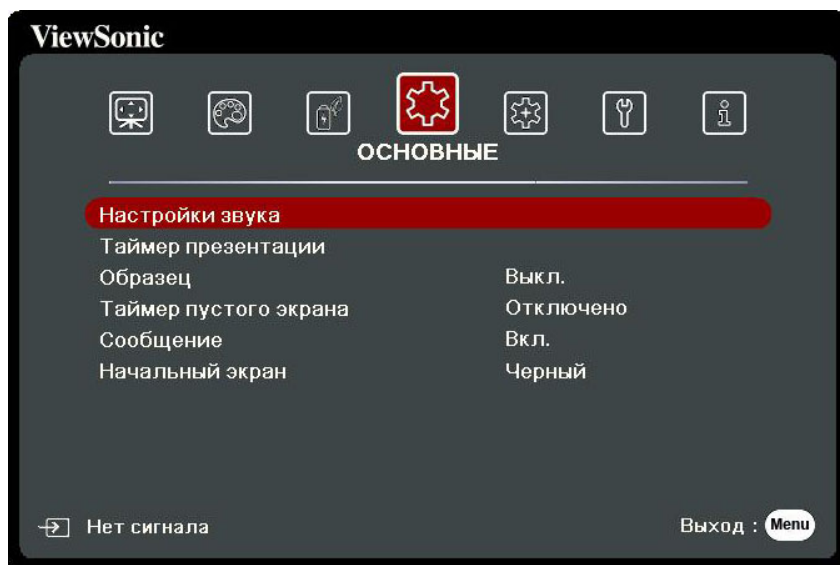 ViewSonic
ОСНОВНЫЕ
Настройки звука
Таймер презентации
Образец Выкл.
Таймер пустого экрана Отключено
Сообщение Вкл.
Начальный экран Черный
Нет сигнала Выход : Menu